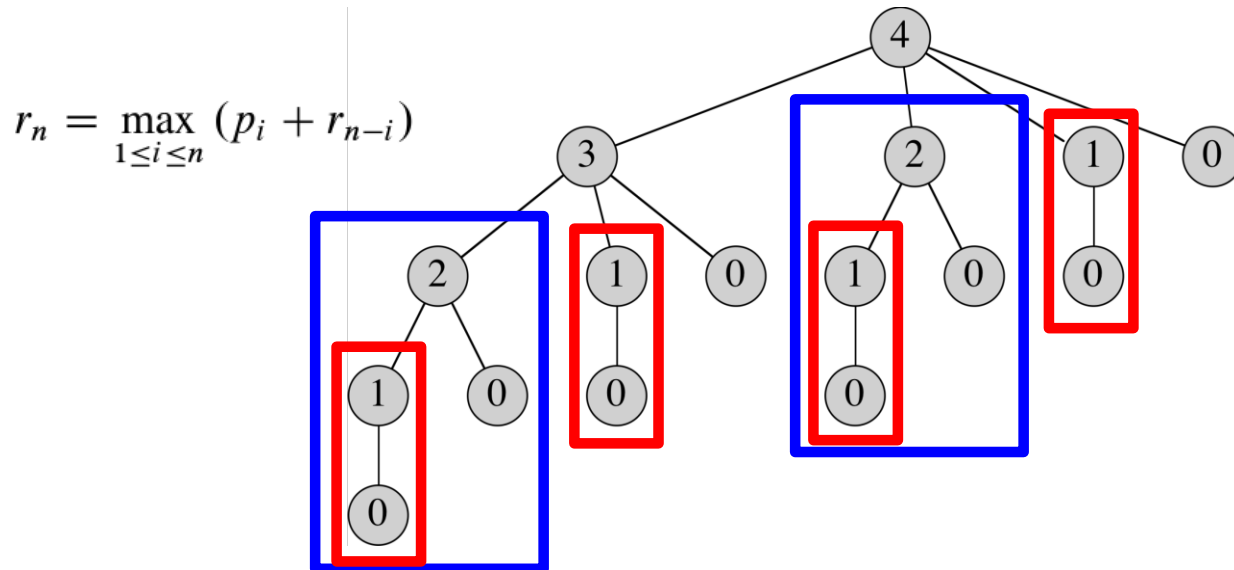 4
r_n = max_{1≤i≤n} (p_i + r_{n−i})
3 2 1 0
2 1 0 1 0 0
1 0 0 0
0